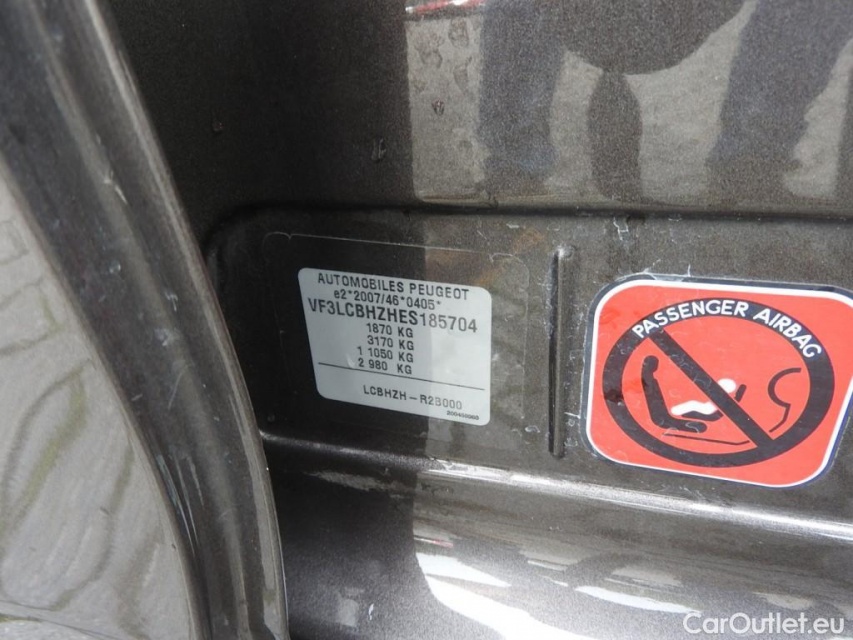 AUTOMOBILES PEUGEOT
e2*2007/46*0405*
VF3LCBHZHES185704
1870 KG
3170 KG
1 1050 KG
2 980 KG
LCBHZH-R2B000
PASSENGER AIRBAG
CarOutlet.eu